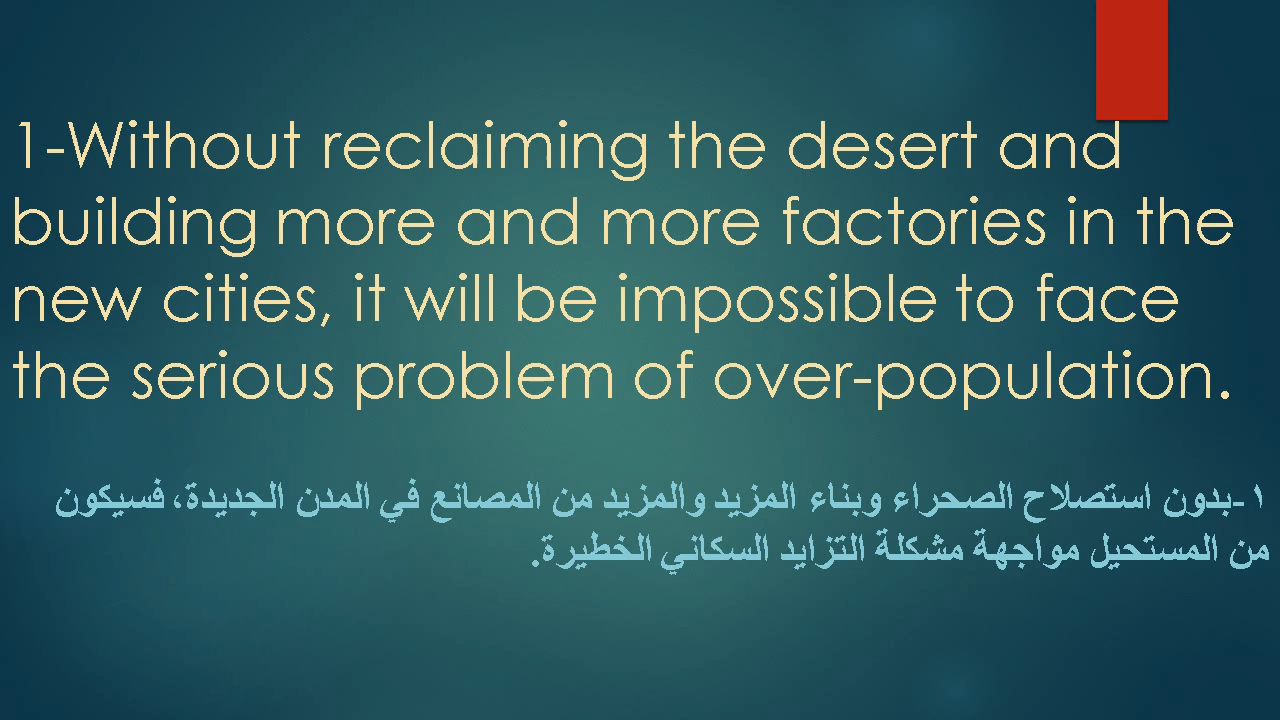 1-Without reclaiming the desert and
building more and more factories in the
new cities, it will be impossible to face
the serious problem of over-population.
١-بدون استصلاح الصحراء وبناء المزيد والمزيد من المصانع في المدن الجديدة، فسيكون
من المستحيل مواجهة مشكلة التزايد السكاني الخطيرة.